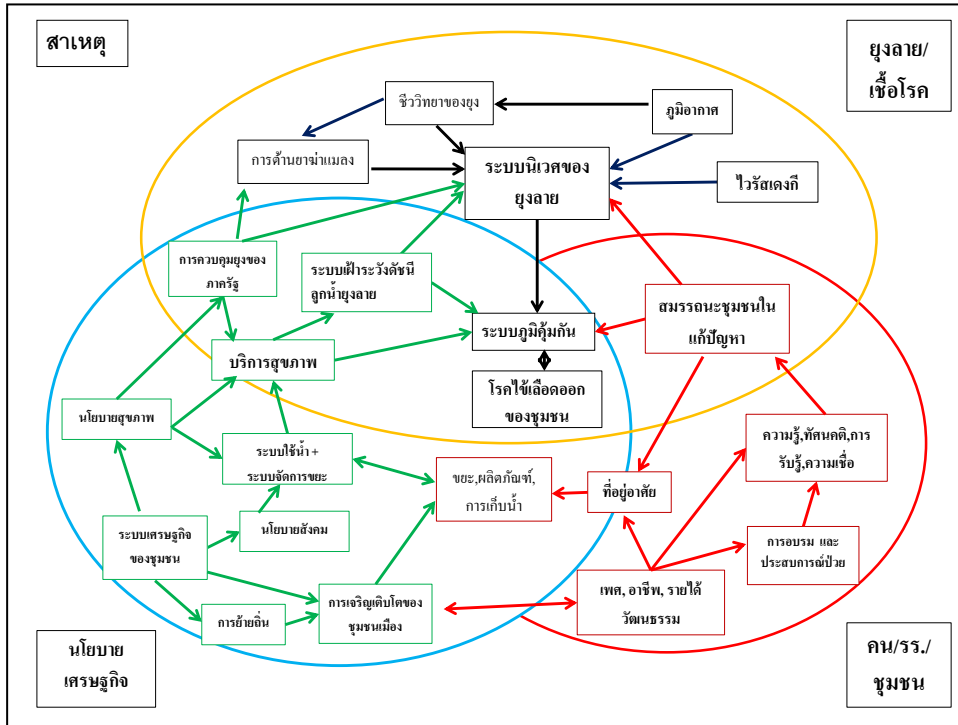 สาเหตุ
ยุงลาย/
เชื้อโรค
ชีววิทยาของยุง
ภูมิอากาศ
การต้านยาฆ่าแมลง
ระบบนิเวศของ
ยุงลาย
ไวรัสเดงกี
การควบคุมยุงของ
ภาครัฐ
ระบบเฝ้าระวังดัชนี
ลูกน้ำยุงลาย
สมรรถนะชุมชนใน
แก้ปัญหา
ระบบภูมิคุ้มกัน
บริการสุขภาพ
โรคไข้เลือดออก
ของชุมชน
นโยบายสุขภาพ
ความรู้,ทัศนคติ,การ
รับรู้,ความเชื่อ
ระบบใช้น้ำ +
ระบบจัดการขยะ
ขยะ,ผลิตภัณฑ์,
การเก็บน้ำ
ที่อยู่อาศัย
นโยบายสังคม
ระบบเศรษฐกิจ
ของชุมชน
การอบรม และ
ประสบการณ์ป่วย
เพศ, อาชีพ, รายได้
วัฒนธรรม
การเจริญเติบโตของ
ชุมชนเมือง
การย้ายถิ่น
นโยบาย
เศรษฐกิจ
คน/รร./
ชุมชน